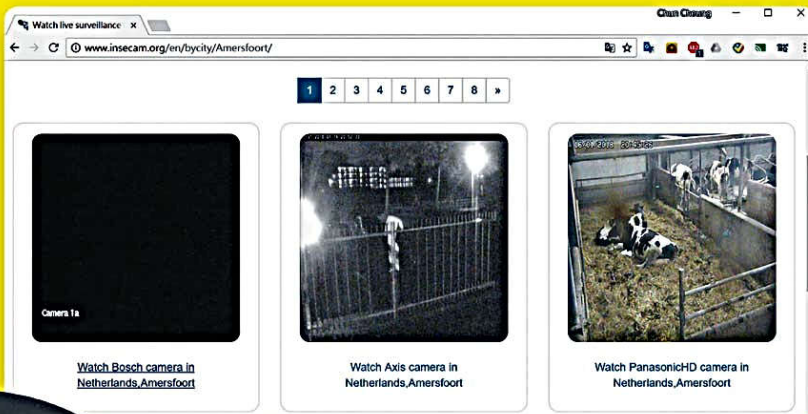 Chun Cheung
Watch live surveillance
www.insecam.org/en/bycity/Amersfoort/
1 2 3 4 5 6 7 8 »
Camera 1a
Watch Bosch camera in
Netherlands,Amersfoort
Watch Axis camera in
Netherlands,Amersfoort
Watch PanasonicHD camera in
Netherlands,Amersfoort